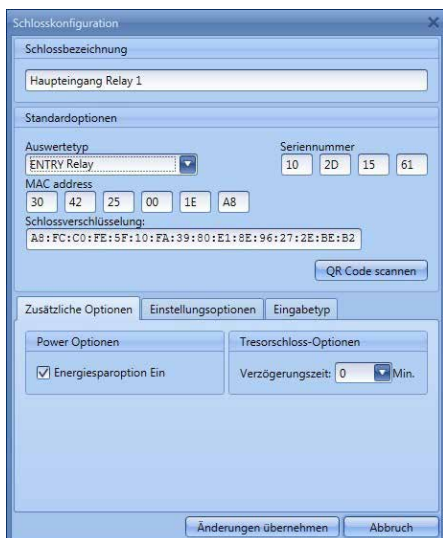 Schlosskonfiguration
Schlossbezeichnung
Haupteingang Relay 1
Standardoptionen
Auswertetyp Seriennummer
ENTRY Relay 10 2D 15 61
MAC address
30 42 25 00 1E A8
Schlossverschlüsselung:
A8:FC:C0:FE:5F:10:FA:39:80:E1:8E:96:27:2E:BE:B2
QR Code scannen
Zusätzliche Optionen Einstellungsoptionen Eingabetyp
Power Optionen Tresorschloss-Optionen
Energiesparoption Ein Verzögerungszeit: 0 Min.
Änderungen übernehmen Abbruch